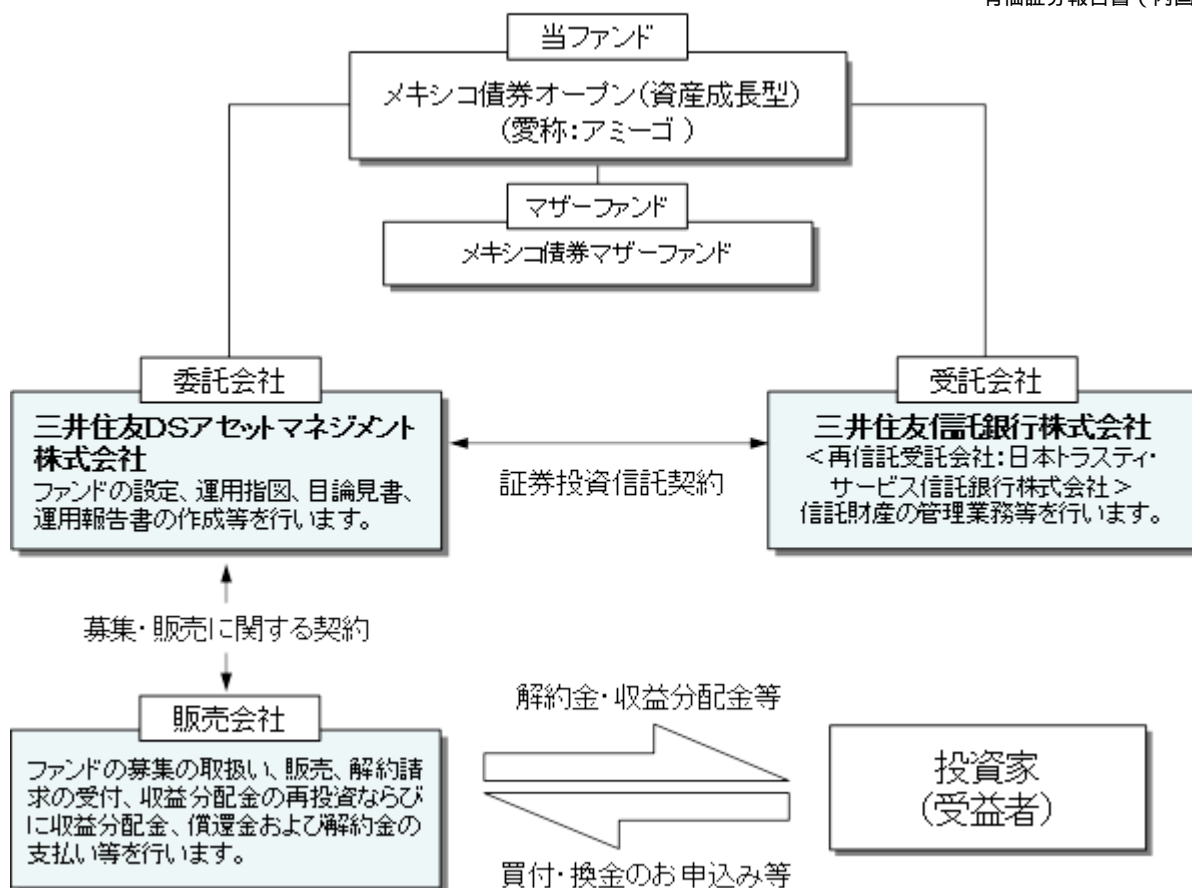 当ファンド
メキシコ債券オープン(資産成長型)
(愛称:アミーゴ )
マザーファンド
メキシコ債券マザーファンド
委託会社
三井住友DSアセットマネジメント
株式会社
ファンドの設定、運用指図、目論見書、
運用報告書の作成等を行います。
証券投資信託契約
受託会社
三井住友信託銀行株式会社
<再信託受託会社:日本トラスティ・
サービス信託銀行株式会社>
信託財産の管理業務等を行います。
募集・販売に関する契約
販売会社
ファンドの募集の取扱い、販売、解約請
求の受付、収益分配金の再投資ならび
に収益分配金、償還金および解約金の
支払い等を行います。
解約金・収益分配金等
買付・換金のお申込み等
投資家
(受益者)